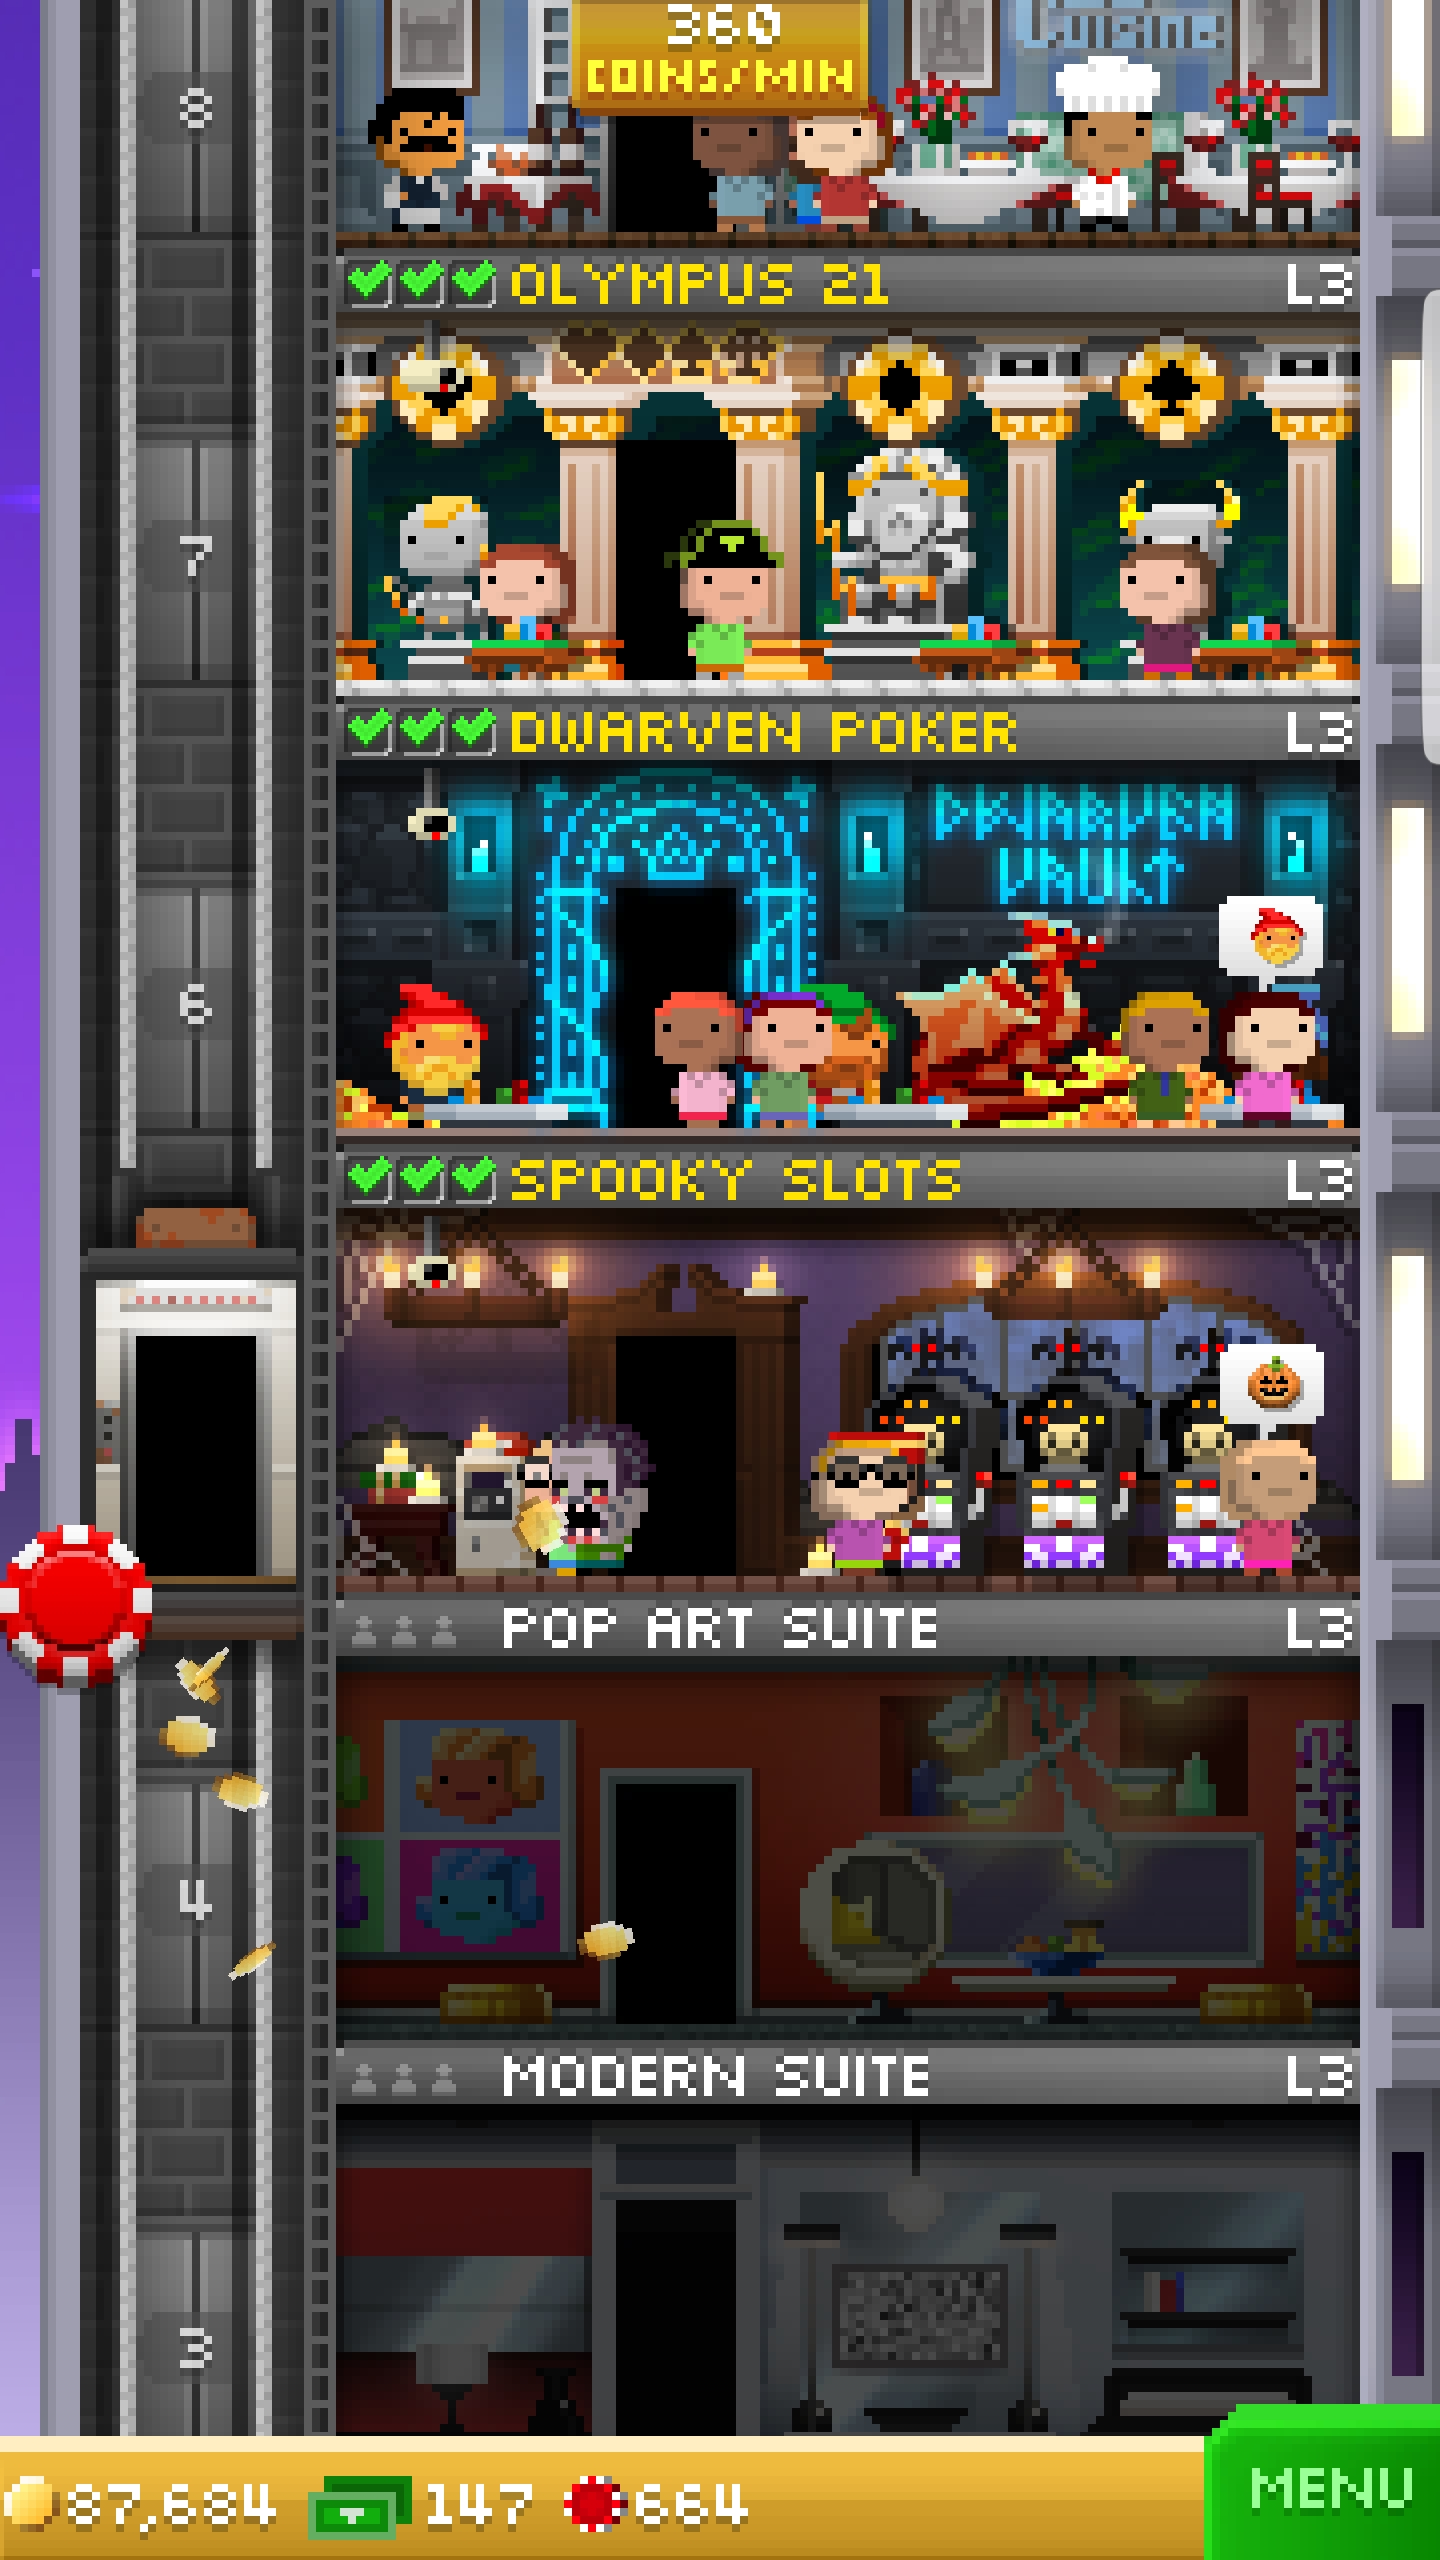 360
COINS/MIN
Cuisine
8
OLYMPUS 21 L3
7
DWARVEN POKER L3
DWARVEN
VAULT
6
SPOOKY SLOTS L3
POP ART SUITE L3
4
MODERN SUITE L3
3
87,684 147 664
MENU